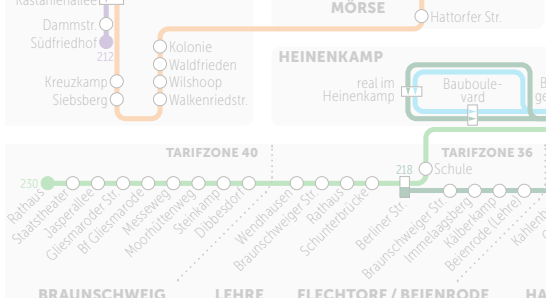 Kastanienallee
Dammstr.
Südfriedhof
212
Kreuzkamp
Siebsberg
Kolonie
Waldfrieden
Wilshoop
Walkenriedstr.
MÖRSE
Hattorfer Str.
HEINENKAMP
real im
Heinenkamp
Bauboule-
vard
TARIFZONE 40
TARIFZONE 36
218
Schule
230
Rathaus
Staatstheater
Jasperallee
Gliesmaroder Str.
Bf Gliesmarode
Messeweg
Moorhüttenweg
Steinkamp
Dibbesdorf
Wendhausen
Braunschweiger Str.
Rathaus
Schunterbrücke
Berliner Str.
Braunschweiger Str.
Immelaagsberg
Kälberkamp
Beienrode (Lehre)
BRAUNSCHWEIG
LEHRE
FLECHTORF / BEIENRODE